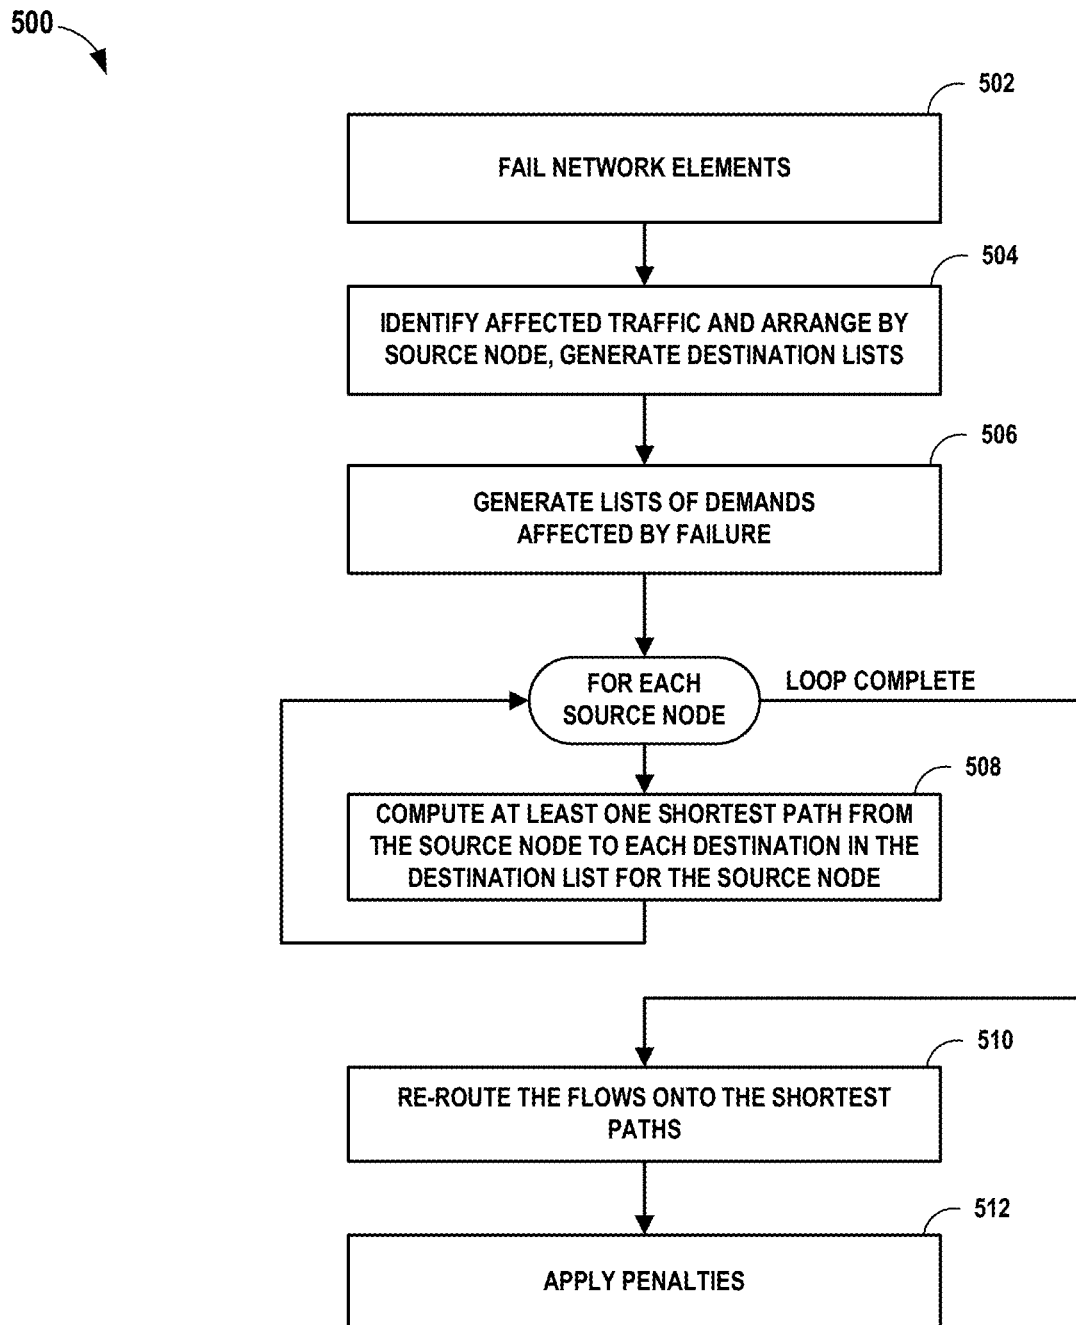 500
502
FAIL NETWORK ELEMENTS
504
IDENTIFY AFFECTED TRAFFIC AND ARRANGE BY
SOURCE NODE, GENERATE DESTINATION LISTS
506
GENERATE LISTS OF DEMANDS
AFFECTED BY FAILURE
FOR EACH
SOURCE NODE
LOOP COMPLETE
508
COMPUTE AT LEAST ONE SHORTEST PATH FROM
THE SOURCE NODE TO EACH DESTINATION IN THE
DESTINATION LIST FOR THE SOURCE NODE
510
RE-ROUTE THE FLOWS ONTO THE SHORTEST
PATHS
512
APPLY PENALTIES